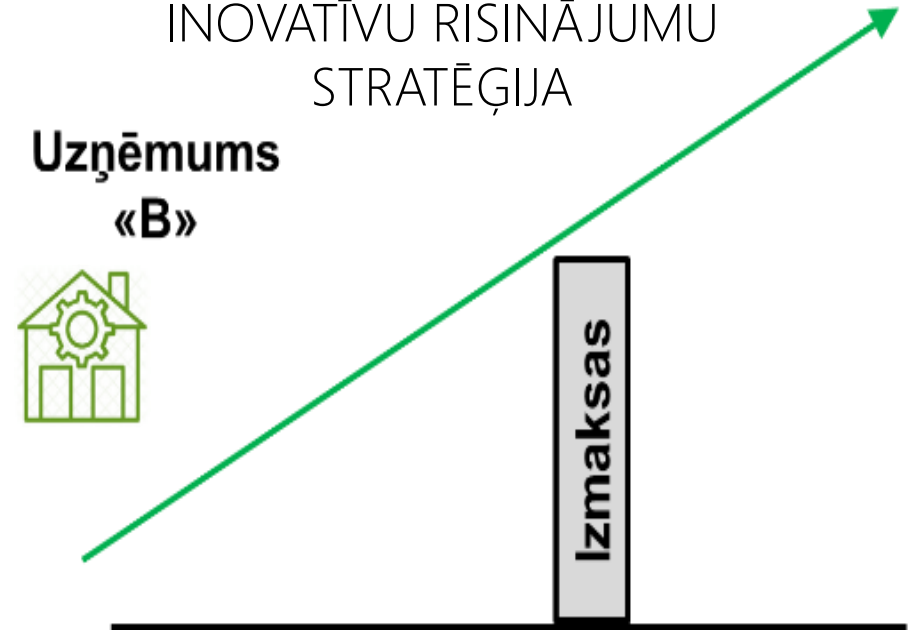 INOVATĪVU RISINĀJUMU
STRATĒĢIJA
Uzņēmums
«B»
Izmaksas